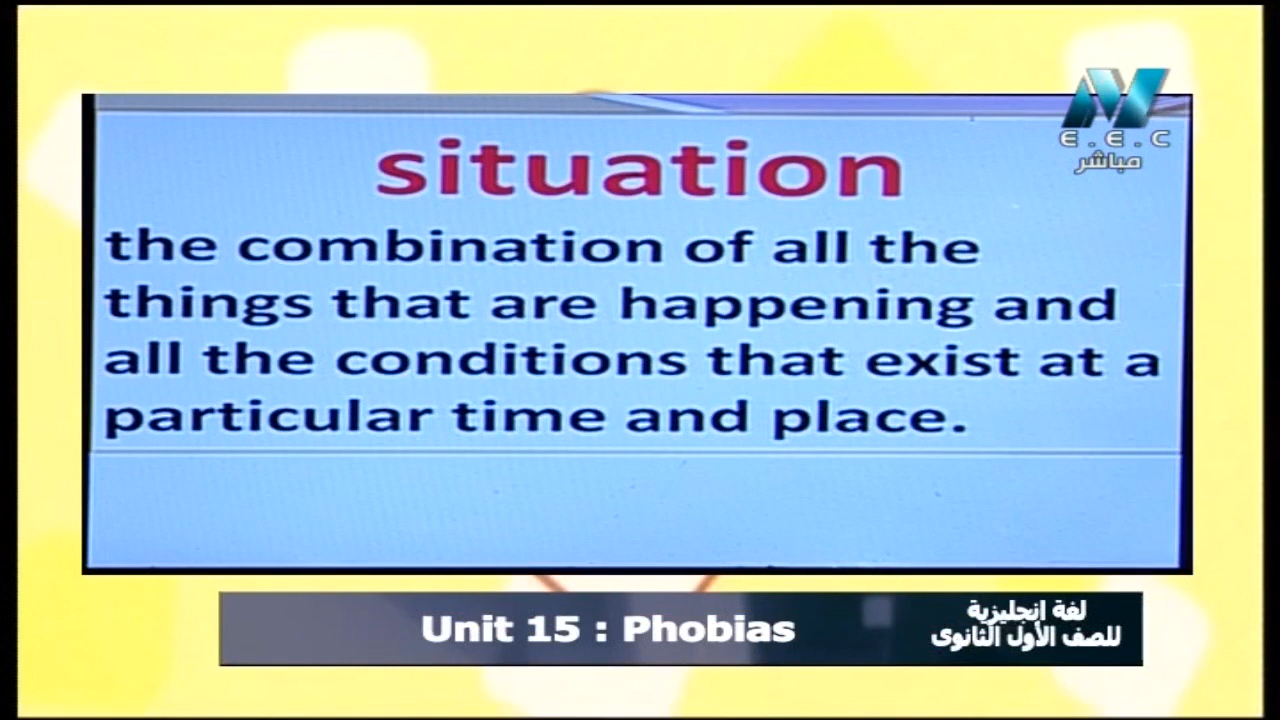 E.E.C
مباشر
situation
the combination of all the
things that are happening and
all the conditions that exist at a
particular time and place.
Unit 15 : Phobias
لغة إنجليزية
للصف الأول الثانوى